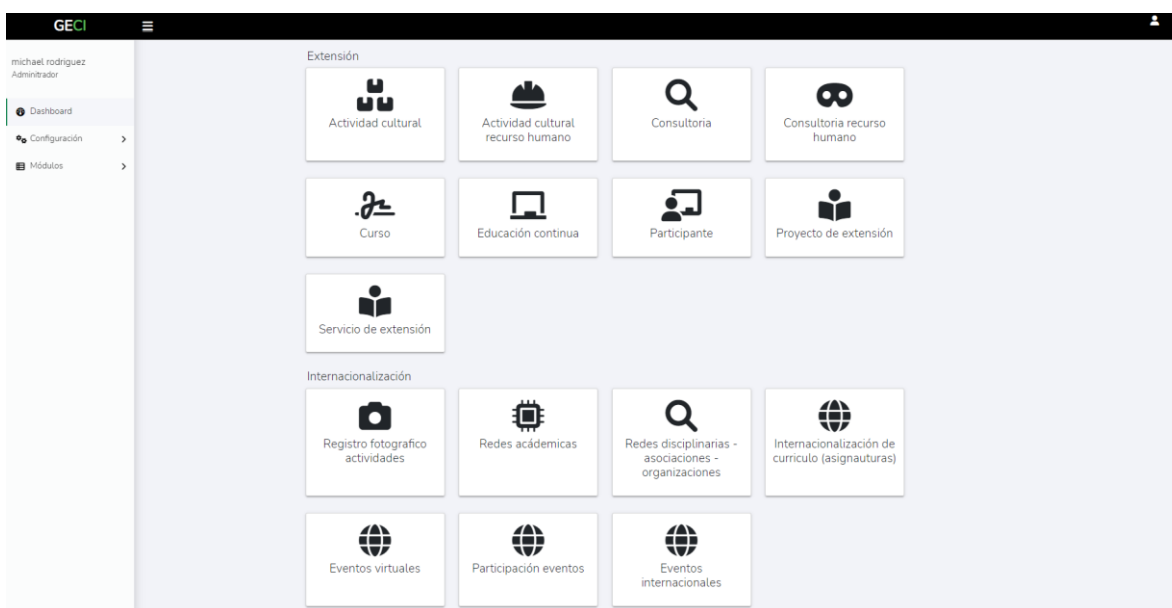 GECI
michael rodriguez
Adminitrador
Dashboard
Configuración
Módulos
Extensión
Actividad cultural
Actividad cultural
recurso humano
Consultoria
Consultoria recurso
humano
Curso
Educación continua
Participante
Proyecto de extensión
Servicio de extensión
Internacionalización
Registro fotografico
actividades
Redes académicas
Redes disciplinarias -
asociaciones -
organizaciones
Internacionalización de
curriculo (asignauturas)
Eventos virtuales
Participación eventos
Eventos
internacionales